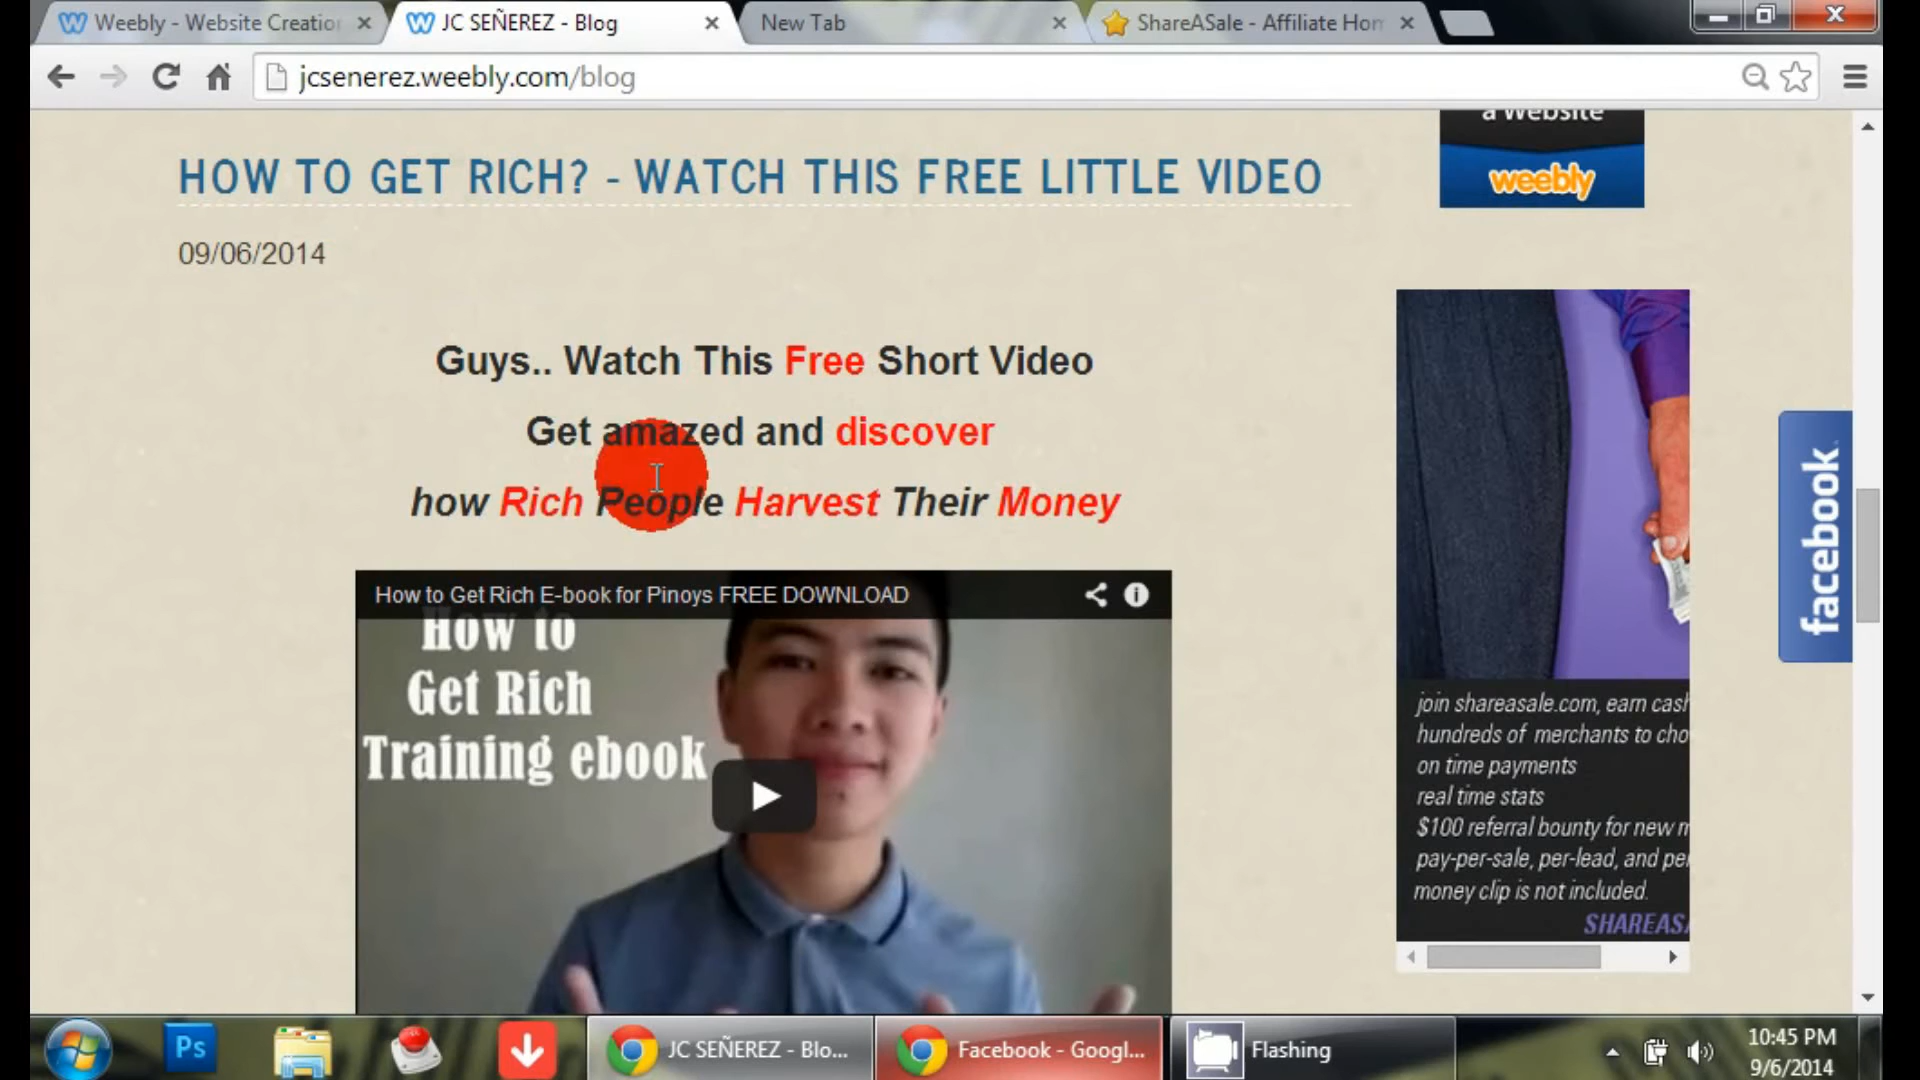 Weebly - Website Creation
JC SEÑEREZ - Blog
New Tab
ShareASale - Affiliate Hom
jcsenerez.weebly.com/blog
a Website
weebly
HOW TO GET RICH? - WATCH THIS FREE LITTLE VIDEO
09/06/2014
Guys.. Watch This Free Short Video
Get amazed and discover
how Rich People Harvest Their Money
How to Get Rich E-book for Pinoys FREE DOWNLOAD
How to
Get Rich
Training ebook
join shareasale.com, earn cash
hundreds of merchants to cho
on time payments
real time stats
$100 referral bounty for new m
pay-per-sale, per-lead, and pe
money clip is not included.
SHAREASA
facebook
Ps
JC SEÑEREZ - Blo...
Facebook - Googl...
Flashing
10:45 PM
9/6/2014